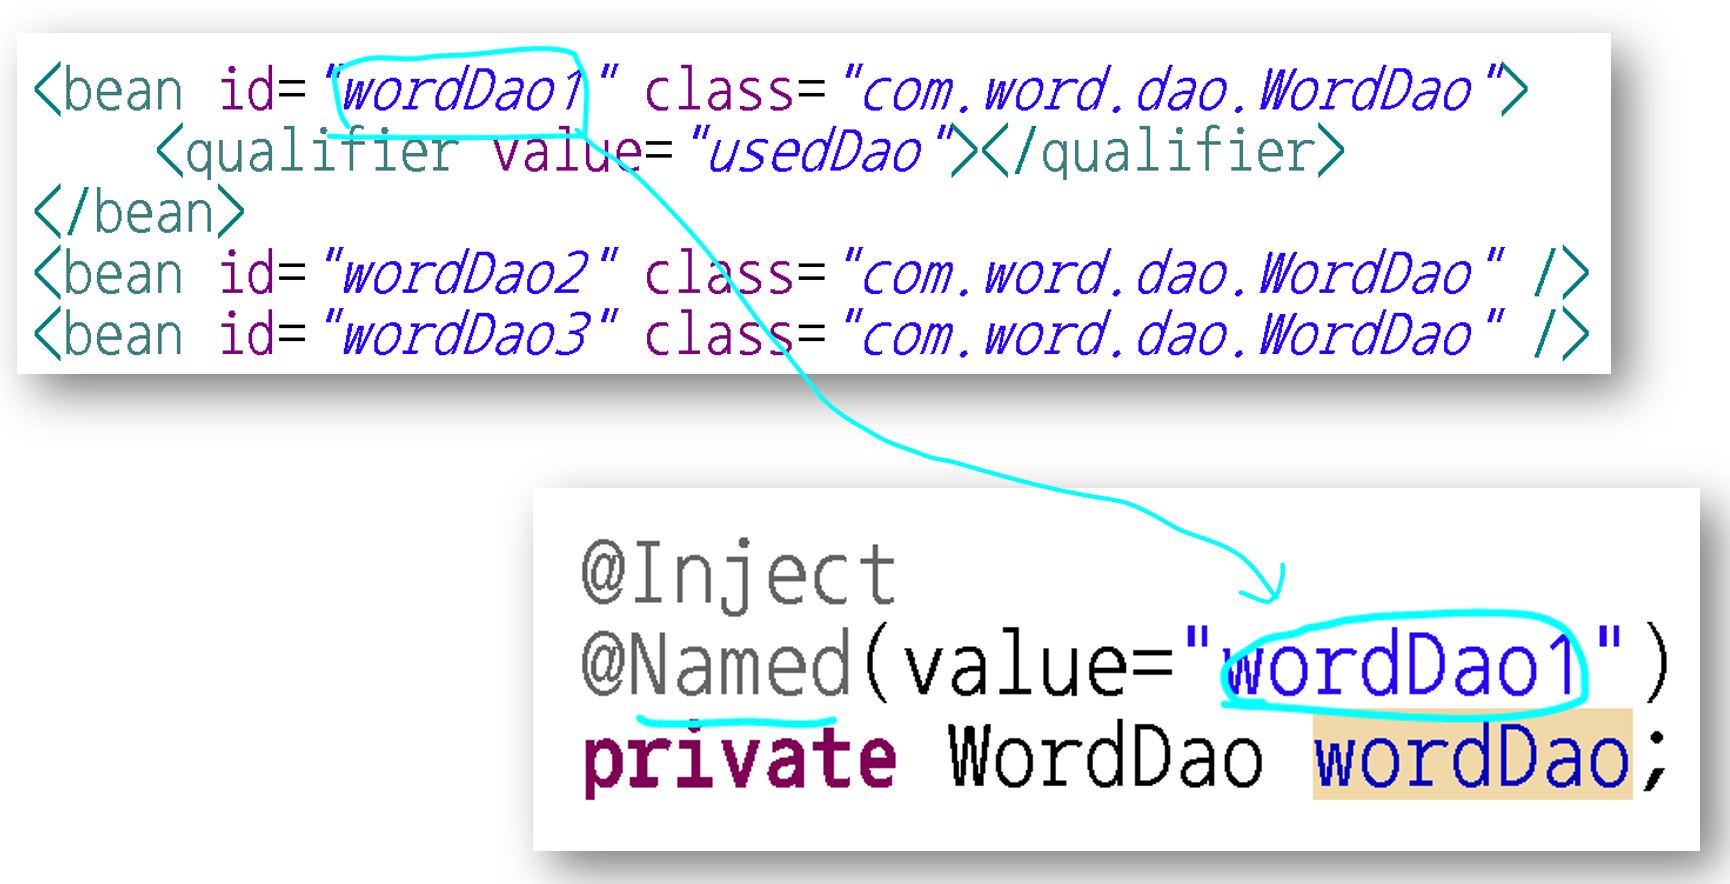 <bean id="wordDao1" class="com.word.dao.WordDao">
<qualifier value="usedDao"></qualifier>
</bean>
<bean id="wordDao2" class="com.word.dao.WordDao" />
<bean id="wordDao3" class="com.word.dao.WordDao" />
@Inject
@Named(value="wordDao1")
private WordDao wordDao;